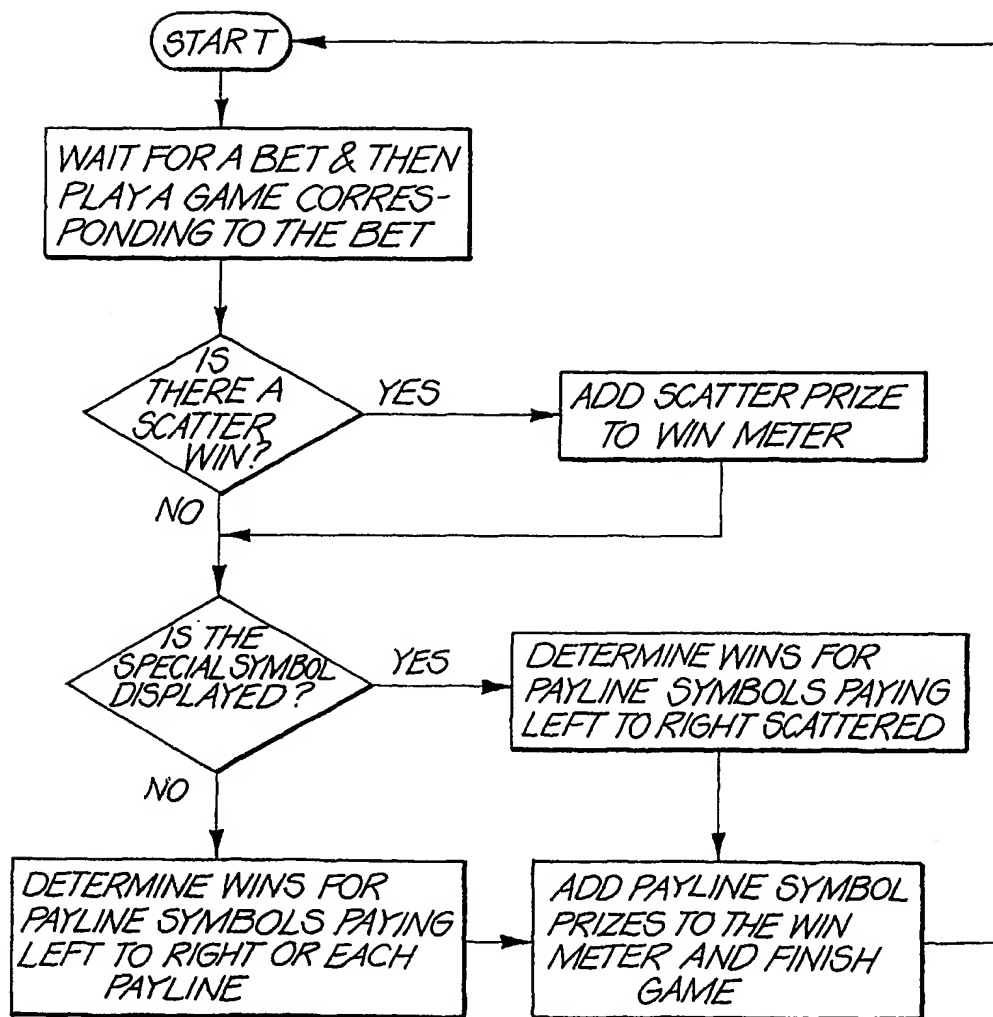 START
WAIT FOR A BET & THEN
PLAY A GAME CORRES-
PONDING TO THE BET
IS
THERE A
SCATTER
WIN?
YES
ADD SCATTER PRIZE
TO WIN METER
NO
IS THE
SPECIAL SYMBOL
DISPLAYED?
YES
DETERMINE WINS FOR
PAYLINE SYMBOLS PAYING
LEFT TO RIGHT SCATTERED
NO
DETERMINE WINS FOR
PAYLINE SYMBOLS PAYING
LEFT TO RIGHT OR EACH
PAYLINE
ADD PAYLINE SYMBOL
PRIZES TO THE WIN
METER AND FINISH
GAME